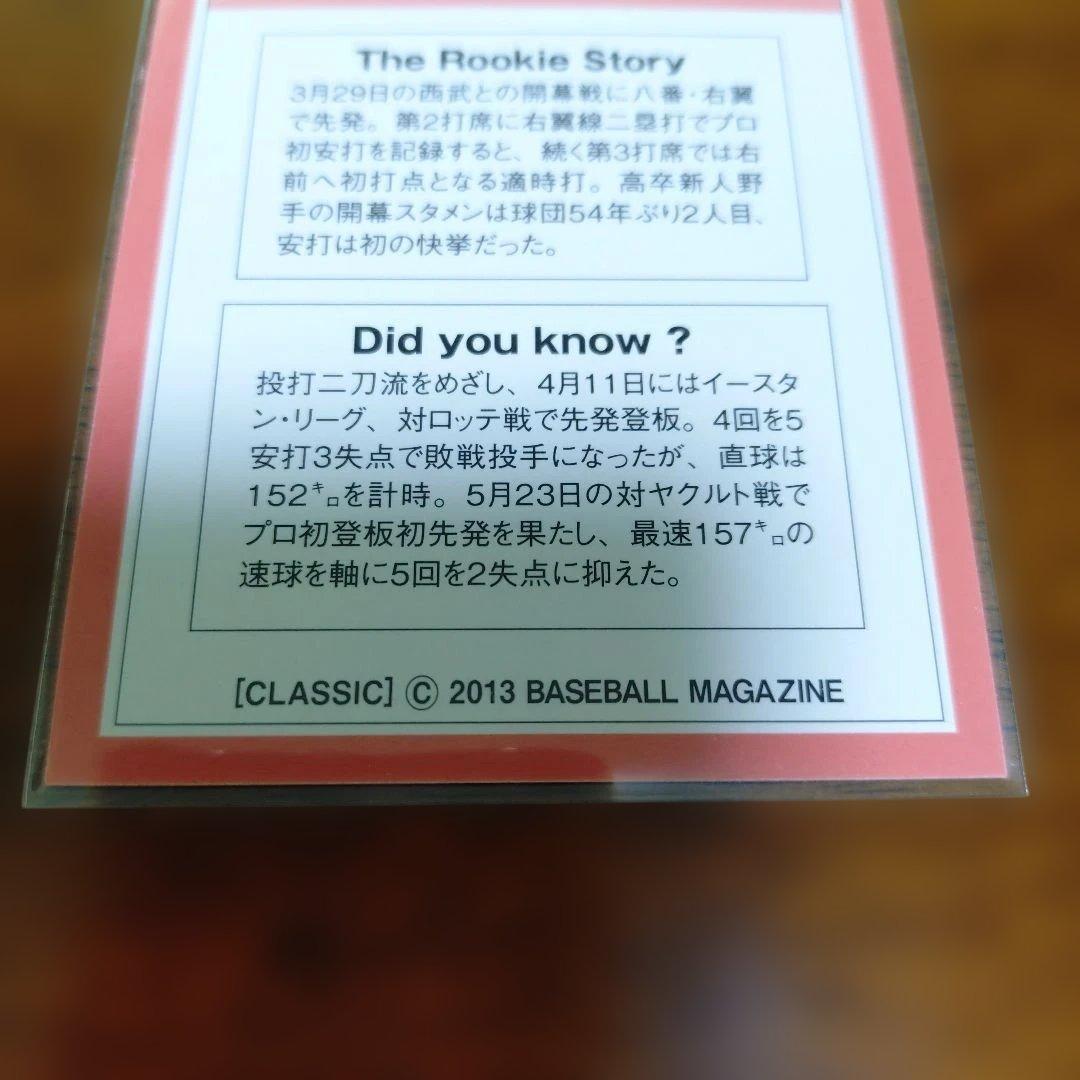 The Rookie Story
3月29日の西武との開幕戦に八番・右翼
で先発。第2打席に右翼線二塁打でプロ
初安打を記録すると、続く第3打席では右
前へ初打点となる適時打。高卒新人野
手の開幕スタメンは球団54年ぶり2人目、
安打は初の快挙だった。
Did you know ?
投打二刀流をめざし、4月11日にはイースタ
ン・リーグ、対ロッテ戦で先発登板。4回を5
安打3失点で敗戦投手になったが、直球は
152㌔を計時。5月23日の対ヤクルト戦で
プロ初登板初先発を果たし、最速157㌔の
速球を軸に5回を2失点に抑えた。
[CLASSIC] © 2013 BASEBALL MAGAZINE